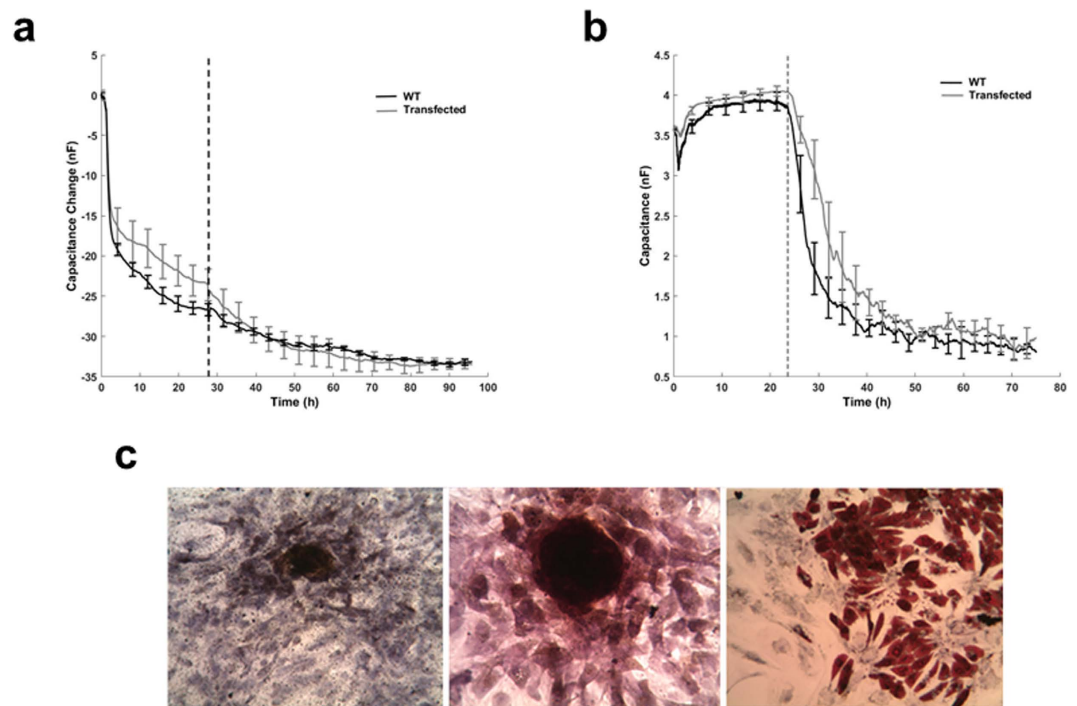 a
5
0
-5
-10
-15
-20
-25
-30
-35
0 10 20 30 40 50 60 70 80 90 100
Capacitance Change (nF)
Time (h)
WT
Transfected
b
4.5
4
3.5
3
2.5
2
1.5
1
0.5
0 10 20 30 40 50 60 70 80
Capacitance (nF)
Time (h)
WT
Transfected
c